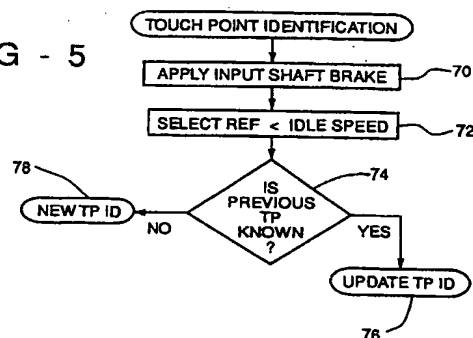 G - 5
TOUCH POINT IDENTIFICATION
APPLY INPUT SHAFT BRAKE
70
SELECT REF < IDLE SPEED
72
74
IS
PREVIOUS
TP
KNOWN
?
78
NEW TP ID
NO
YES
UPDATE TP ID
76